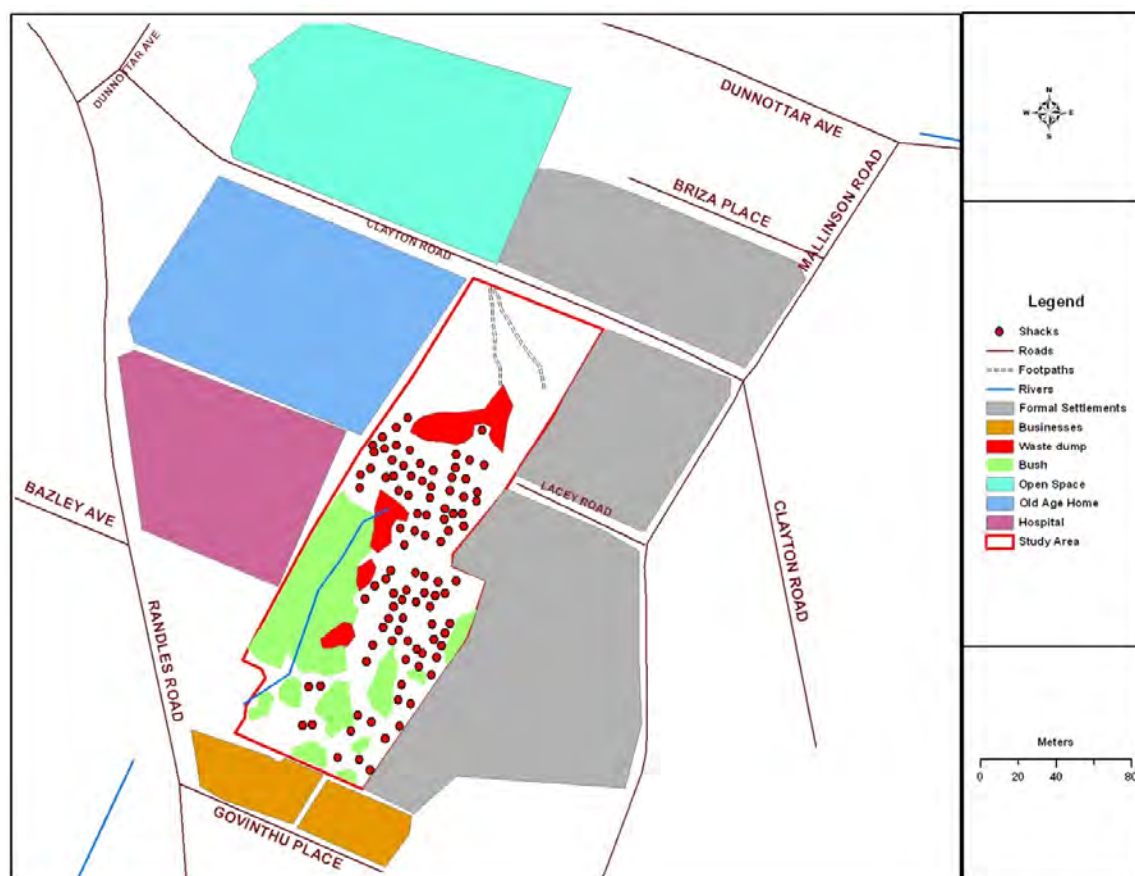 DUNNOTTAR AVE
DUNNOTTAR AVE
BRIZA PLACE
MALLINSON ROAD
CLAYTON ROAD
LACEY ROAD
CLAYTON ROAD
BAZLEY AVE
RANDLES ROAD
GOVINTHU PLACE
N
W E
S
Legend
Shacks
Roads
Footpaths
Rivers
Formal Settlements
Businesses
Waste dump
Bush
Open Space
Old Age Home
Hospital
Study Area
Meters
0 20 40 80